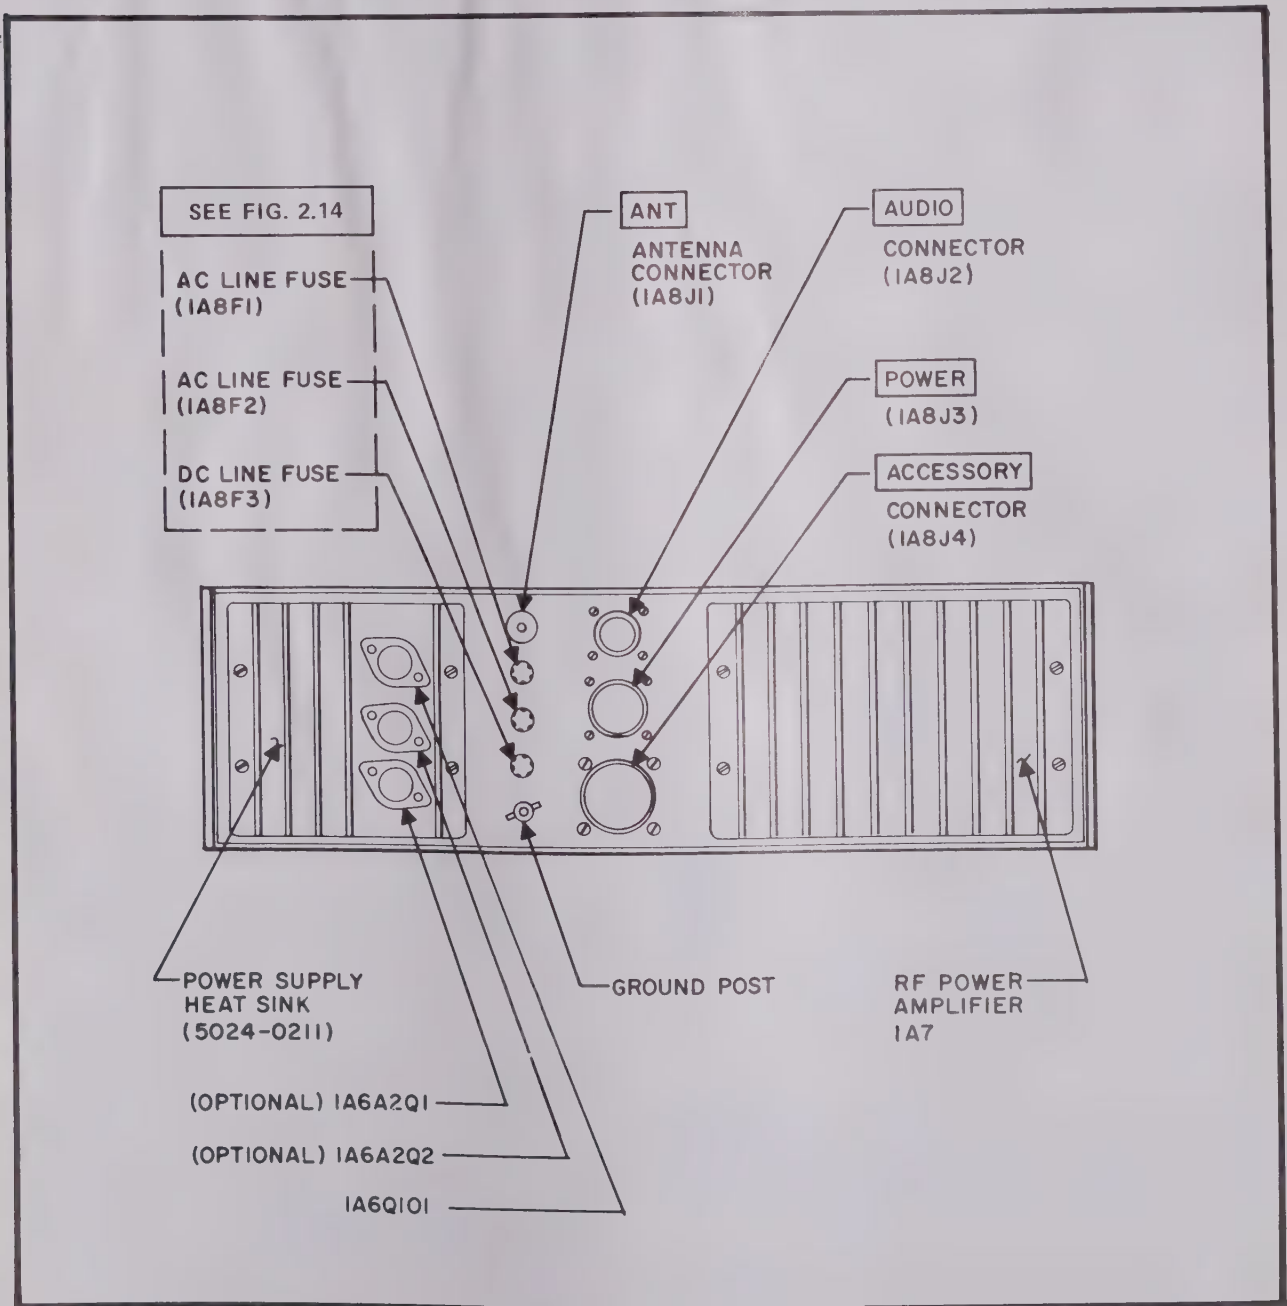 SEE FIG. 2.14
AC LINE FUSE
(1A8F1)
AC LINE FUSE
(1A8F2)
DC LINE FUSE
(1A8F3)
ANT
ANTENNA
CONNECTOR
(1A8J1)
AUDIO
CONNECTOR
(1A8J2)
POWER
(1A8J3)
ACCESSORY
CONNECTOR
(1A8J4)
POWER SUPPLY
HEAT SINK
(5024-0211)
GROUND POST
RF POWER
AMPLIFIER
1A7
(OPTIONAL) 1A6A2Q1
(OPTIONAL) 1A6A2Q2
1A6Q101